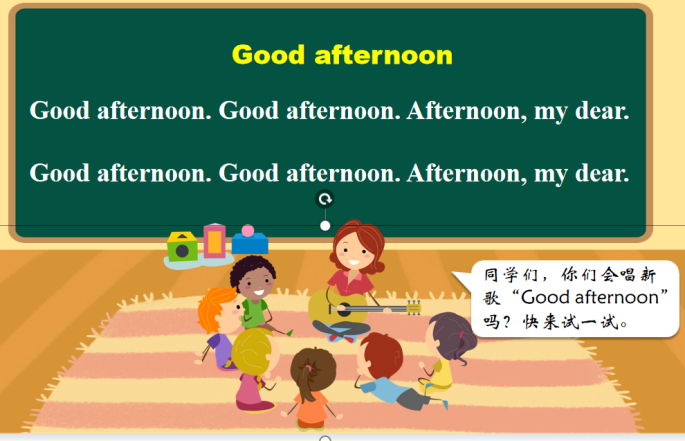 Good afternoon
Good afternoon. Good afternoon. Afternoon, my dear.
Good afternoon. Good afternoon. Afternoon, my dear.
同学们，你们会唱新
歌“Good afternoon”
吗？快来试一试。